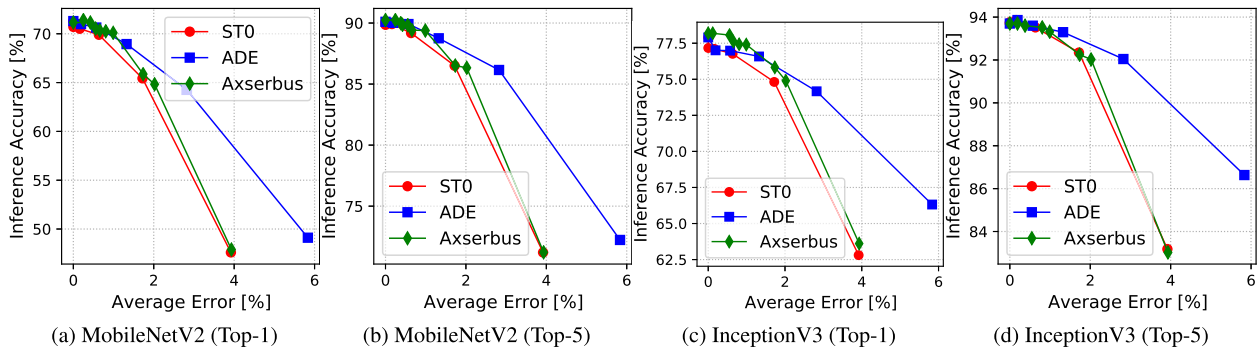 Inference Accuracy [%]
70
65
60
55
50
ST0
ADE
Axserbus
0
2
4
6
Average Error [%]
(a) MobileNetV2 (Top-1)
Inference Accuracy [%]
90
85
80
75
ST0
ADE
Axserbus
0
2
4
6
Average Error [%]
(b) MobileNetV2 (Top-5)
Inference Accuracy [%]
77.5
75.0
72.5
70.0
67.5
65.0
62.5
ST0
ADE
Axserbus
0
2
4
6
Average Error [%]
(c) InceptionV3 (Top-1)
Inference Accuracy [%]
94
92
90
88
86
84
ST0
ADE
Axserbus
0
2
4
6
Average Error [%]
(d) InceptionV3 (Top-5)